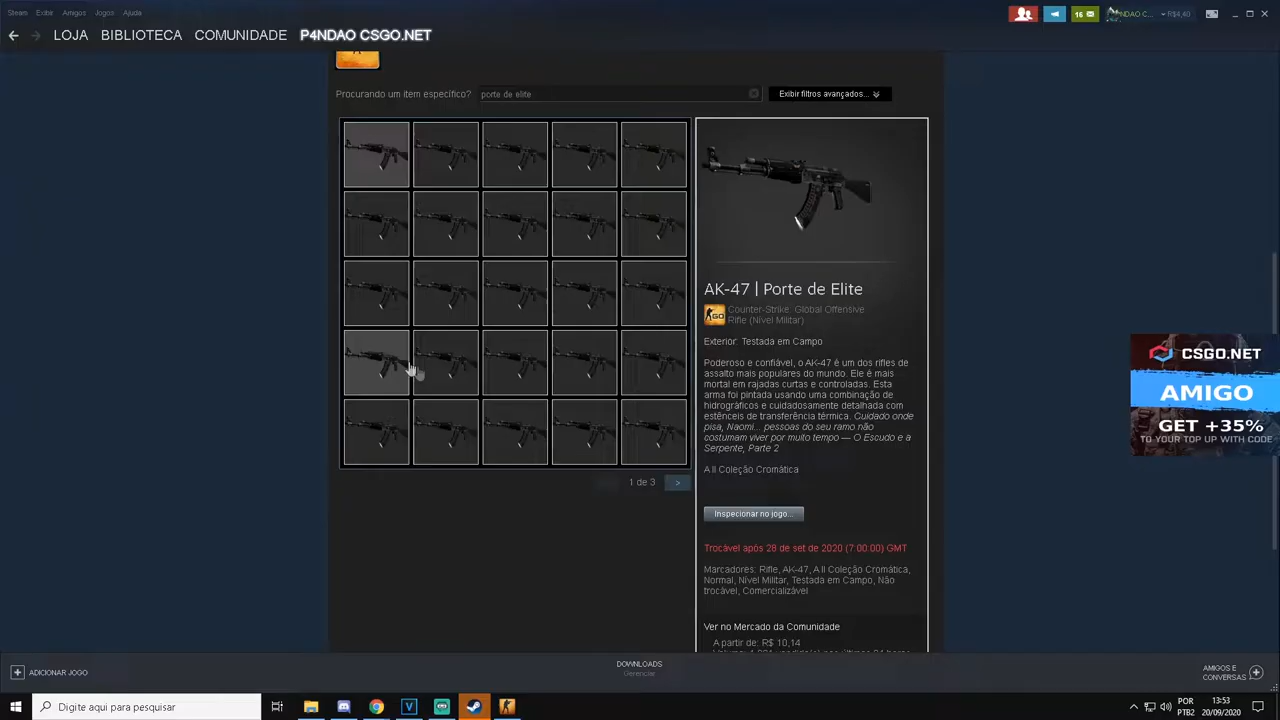 Steam Exibir Amigos Jogos Ajuda
16
P4NDAO C...
R$4,40
LOJA BIBLIOTECA COMUNIDADE P4NDAO CSGO.NET
Procurando um item específico?
porte de elite
Exibir filtros avançados...
AK-47 | Porte de Elite
Counter-Strike: Global Offensive
Rifle (Nível Militar)
Exterior: Testada em Campo
Poderoso e confiável, o AK-47 é um dos rifles de
assalto mais populares do mundo. Ele é mais
mortal em rajadas curtas e controladas. Esta
arma foi pintada usando uma combinação de
hidrográficos e cuidadosamente detalhada com
estênceis de transferência térmica. Cuidado onde
pisa, Naomi... pessoas do seu ramo não
costumam viver por muito tempo — O Escudo e a
Serpente, Parte 2
A II Coleção Cromática
1 de 3 >
Inspecionar no jogo...
Trocável após 28 de set de 2020 (7:00:00) GMT
Marcadores: Rifle, AK-47, A II Coleção Cromática,
Normal, Nível Militar, Testada em Campo, Não
trocável, Comercializável
Ver no Mercado da Comunidade
A partir de: R$ 10,14
CSGO.NET
AMIGO
GET +35%
TO YOUR TOP UP WITH CODE
ADICIONAR JOGO
DOWNLOADS
Gerenciar
AMIGOS E
CONVERSAS
Digite aqui para pesquisar
POR
PTB2
13:53
20/09/2020